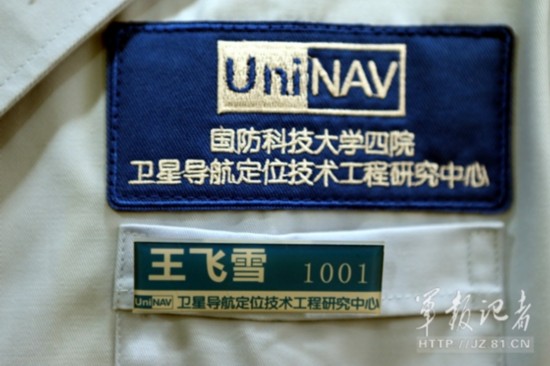 UniNAV
国防科技大学四院
卫星导航定位技术工程研究中心
王飞雪 1001
UniNAV 卫星导航定位技术工程研究中心
军报记者
HTTP://JZ.81.CN